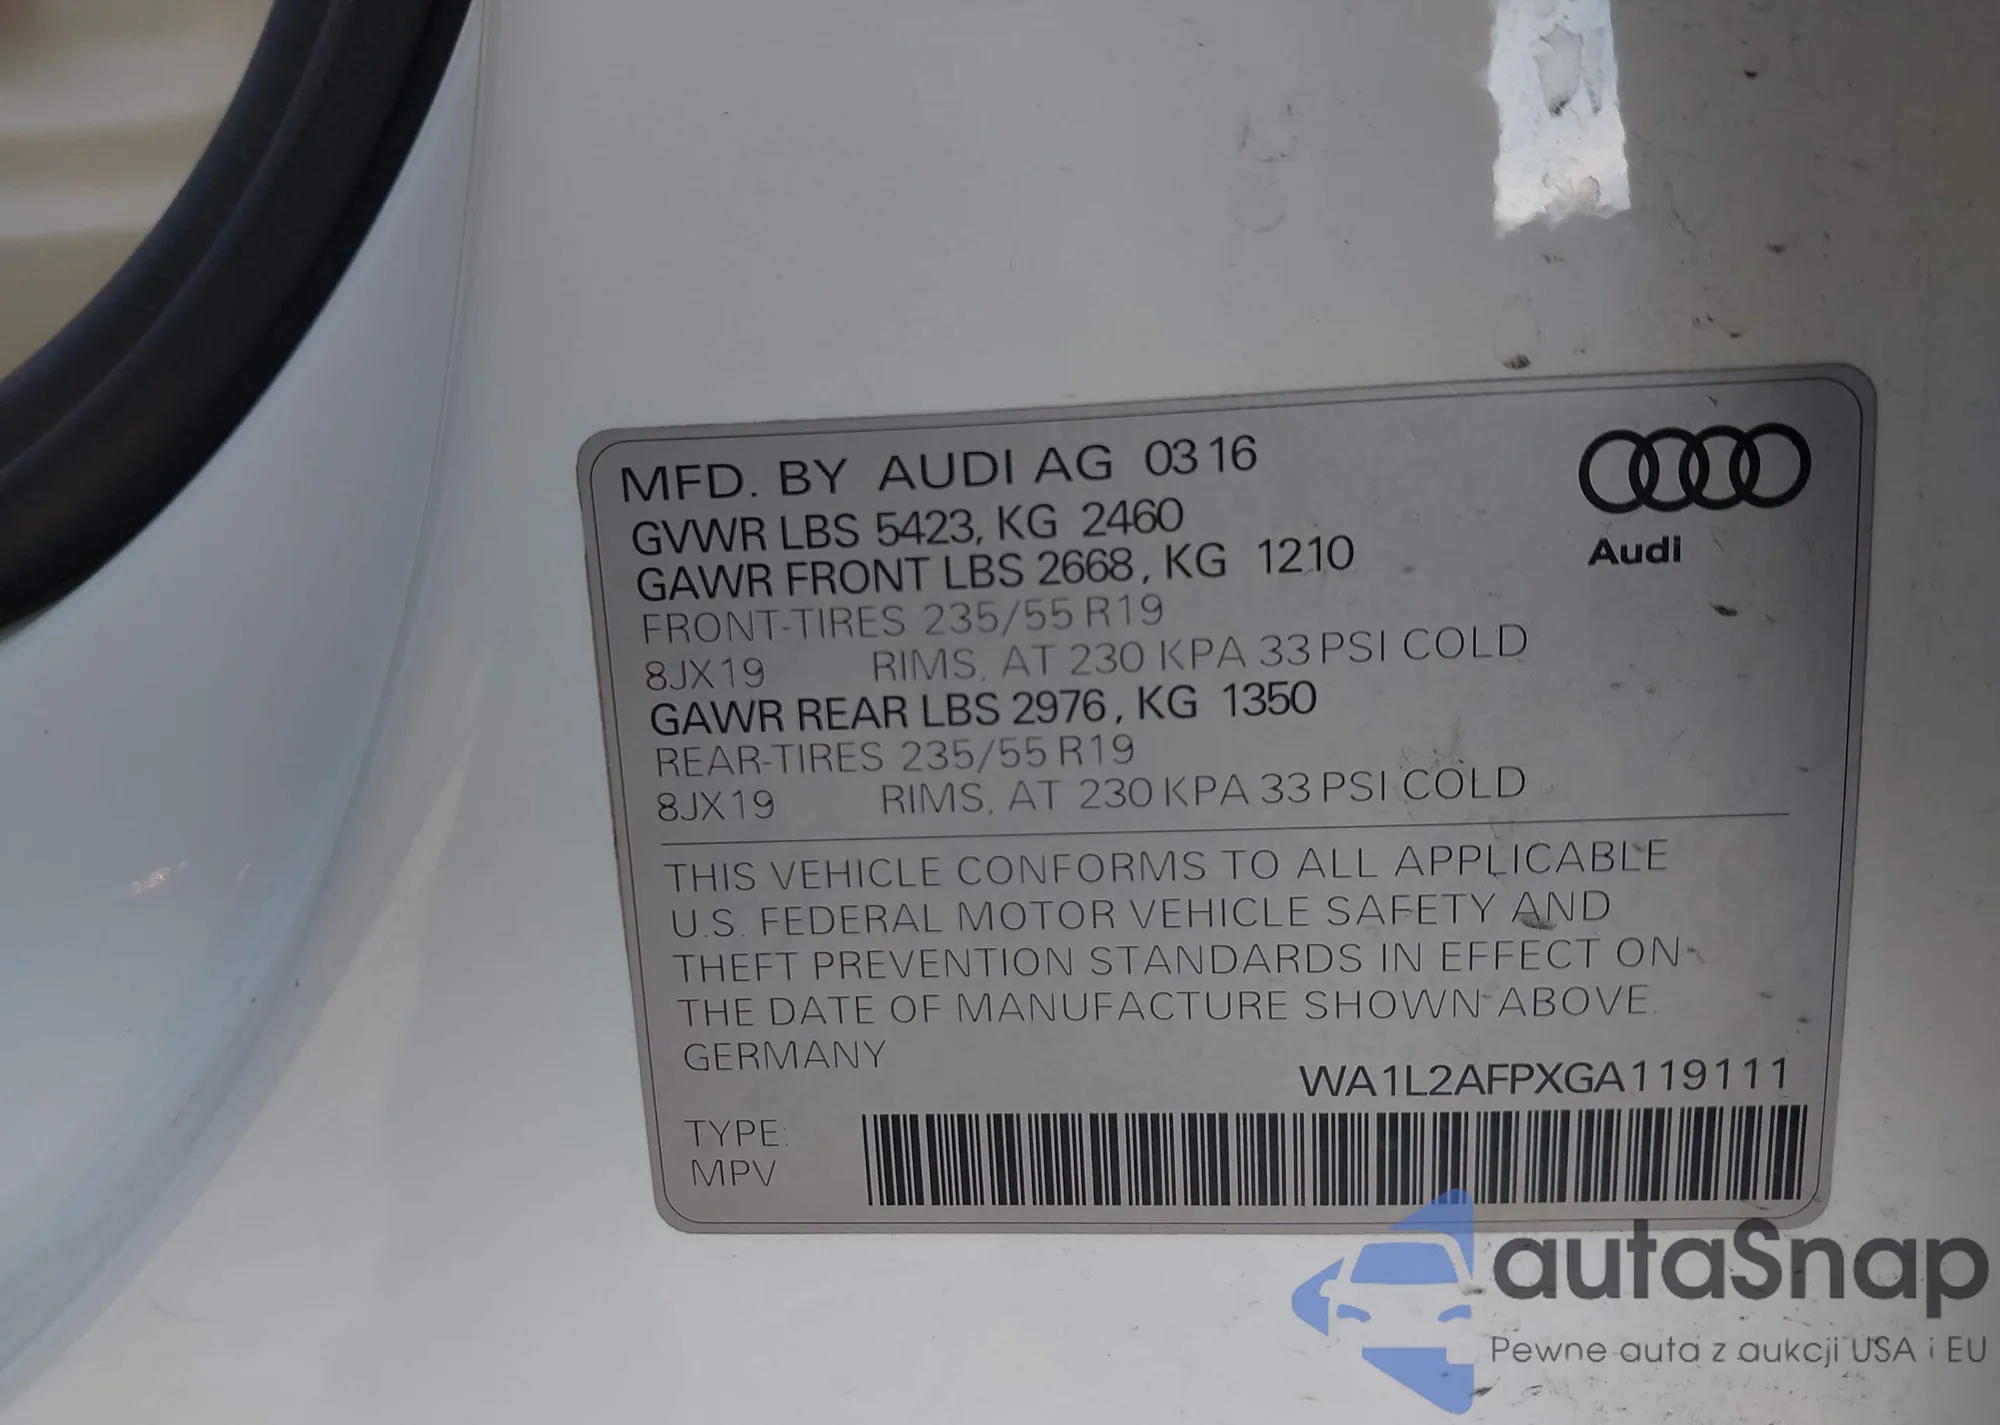 MFD. BY AUDI AG 03 16
GVWR LBS 5423, KG 2460
GAWR FRONT LBS 2668, KG 1210
FRONT-TIRES 235/55 R19
8JX19 RIMS, AT 230 KPA 33 PSI COLD
GAWR REAR LBS 2976, KG 1350
REAR-TIRES 235/55 R19
8JX19 RIMS, AT 230 KPA 33 PSI COLD
Audi
THIS VEHICLE CONFORMS TO ALL APPLICABLE
U.S. FEDERAL MOTOR VEHICLE SAFETY AND
THEFT PREVENTION STANDARDS IN EFFECT ON
THE DATE OF MANUFACTURE SHOWN ABOVE.
GERMANY
WA1L2AFPXGA119111
TYPE:
MPV
autaSnap
Pewne auta z aukcji USA i EU